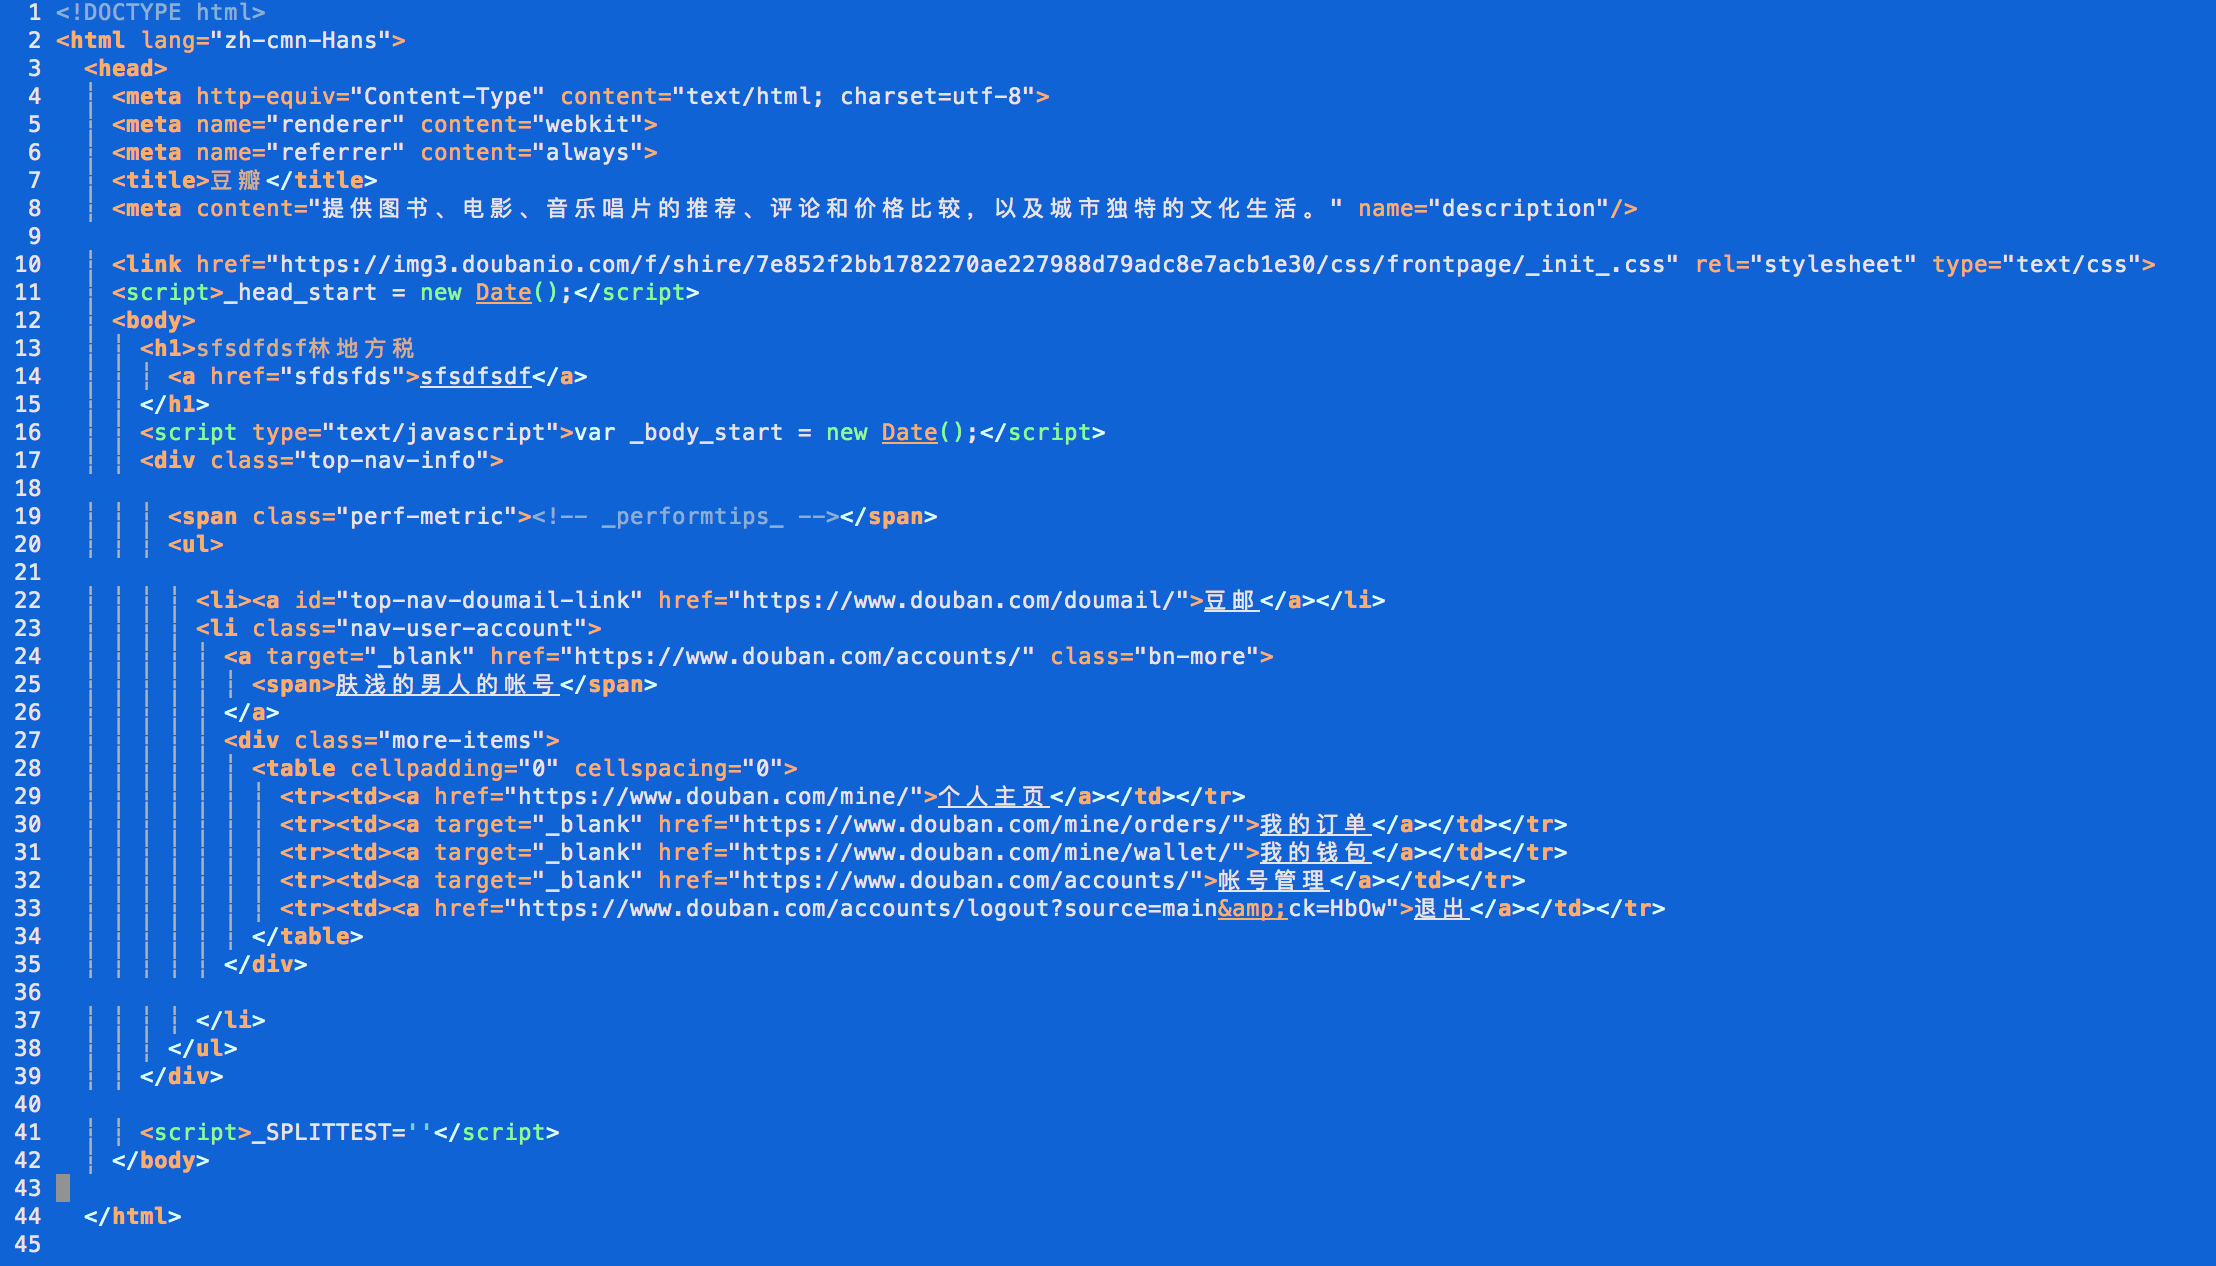 1 <!DOCTYPE html>
2 <html lang="zh-cmn-Hans">
3   <head>
4     <meta http-equiv="Content-Type" content="text/html; charset=utf-8">
5     <meta name="renderer" content="webkit">
6     <meta name="referrer" content="always">
7     <title>豆瓣</title>
8     <meta content="提供图书、电影、音乐唱片的推荐、评论和价格比较，以及城市独特的文化生活。" name="description"/>
9
10     <link href="https://img3.doubanio.com/f/shire/7e852f2bb1782270ae227988d79adc8e7acb1e30/css/frontpage/_init_.css" rel="stylesheet" type="text/css">
11     <script>_head_start = new Date();</script>
12     <body>
13       <h1>sfsdfdsf林地方税
14         <a href="sfdsfds">sfsdfsdf</a>
15       </h1>
16       <script type="text/javascript">var _body_start = new Date();</script>
17       <div class="top-nav-info">
18
19         <span class="perf-metric"><!-- _performtips_ --></span>
20         <ul>
21
22           <li><a id="top-nav-doumail-link" href="https://www.douban.com/doumail/">豆邮</a></li>
23           <li class="nav-user-account">
24             <a target="_blank" href="https://www.douban.com/accounts/" class="bn-more">
25               <span>肤浅的男人的帐号</span>
26             </a>
27             <div class="more-items">
28               <table cellpadding="0" cellspacing="0">
29                 <tr><td><a href="https://www.douban.com/mine/">个人主页</a></td></tr>
30                 <tr><td><a target="_blank" href="https://www.douban.com/mine/orders/">我的订单</a></td></tr>
31                 <tr><td><a target="_blank" href="https://www.douban.com/mine/wallet/">我的钱包</a></td></tr>
32                 <tr><td><a target="_blank" href="https://www.douban.com/accounts/">帐号管理</a></td></tr>
33                 <tr><td><a href="https://www.douban.com/accounts/logout?source=main&amp;ck=HbOw">退出</a></td></tr>
34               </table>
35             </div>
36
37           </li>
38         </ul>
39       </div>
40
41       <script>_SPLITTEST=''</script>
42     </body>
43
44   </html>
45